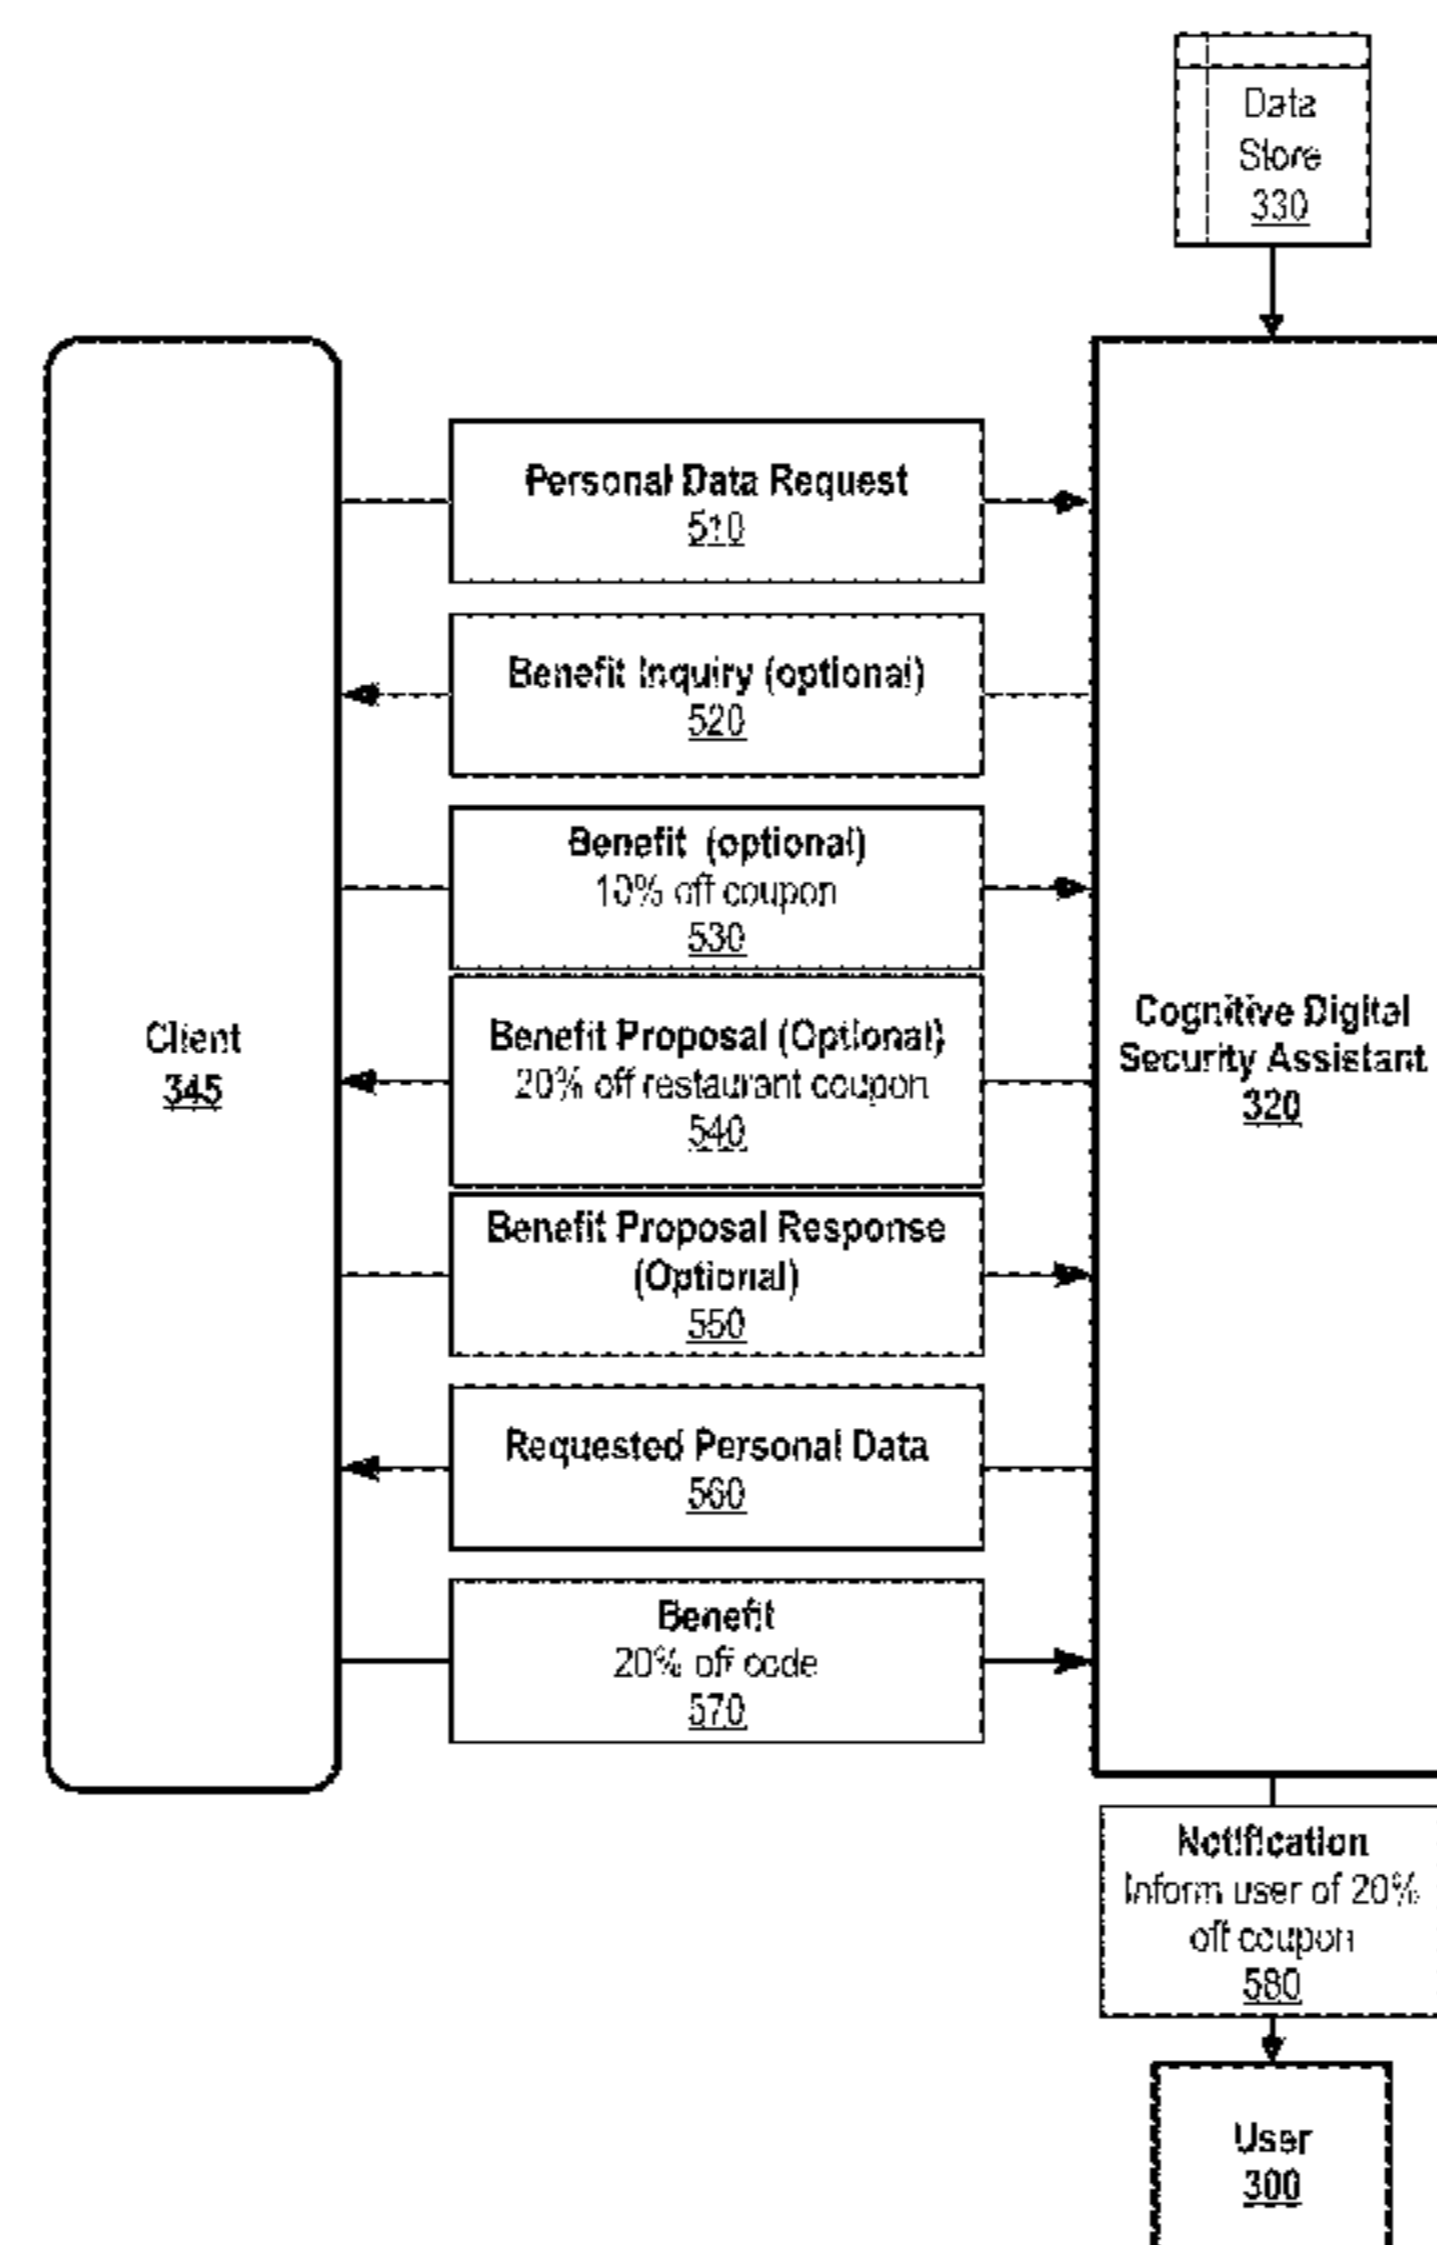 Data
Store
330
Personal Data Request
510
Benefit Inquiry (optional)
520
Benefit (optional)
10% off coupon
530
Benefit Proposal (Optional)
20% off restaurant coupon
540
Benefit Proposal Response
(Optional)
550
Requested Personal Data
560
Benefit
20% off code
570
Client
345
Cognitive Digital
Security Assistant
320
Notification
Inform user of 20%
off coupon
580
User
300